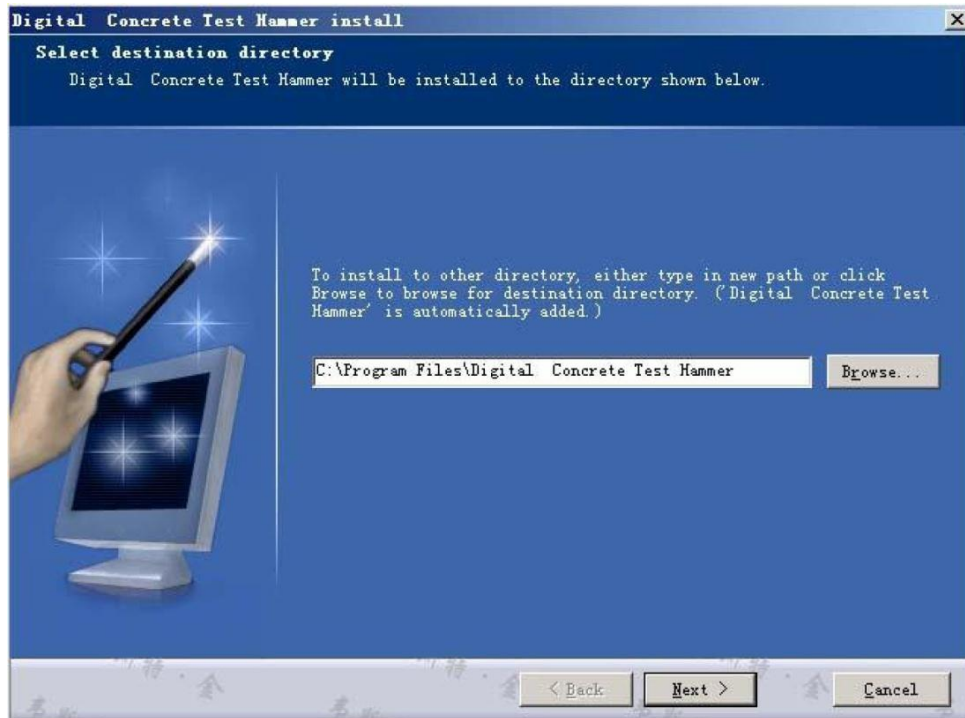 Digital  Concrete Test Hammer install
Select destination directory
Digital  Concrete Test Hammer will be installed to the directory shown below.
To install to other directory, either type in new path or click
Browse to browse for destination directory. ('Digital  Concrete Test
Hammer' is automatically added.)
C:\Program Files\Digital  Concrete Test Hammer
Browse...
< Back
Next >
Cancel